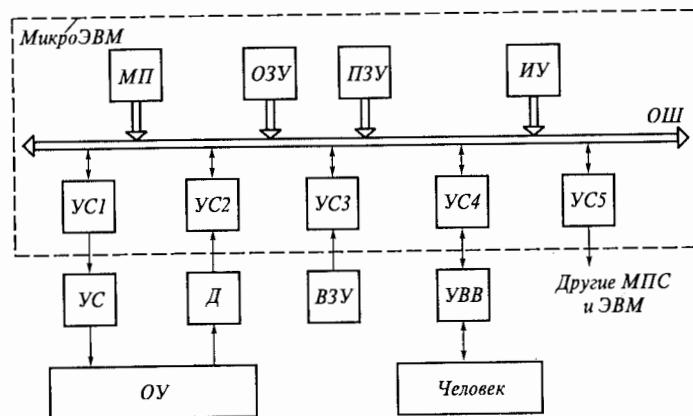 МикроЭВМ
МП
ОЗУ
ПЗУ
ИУ
ОШ
УС1
УС2
УС3
УС4
УС5
УС
Д
ВЗУ
УВВ
Другие МПС
и ЭВМ
ОУ
Человек